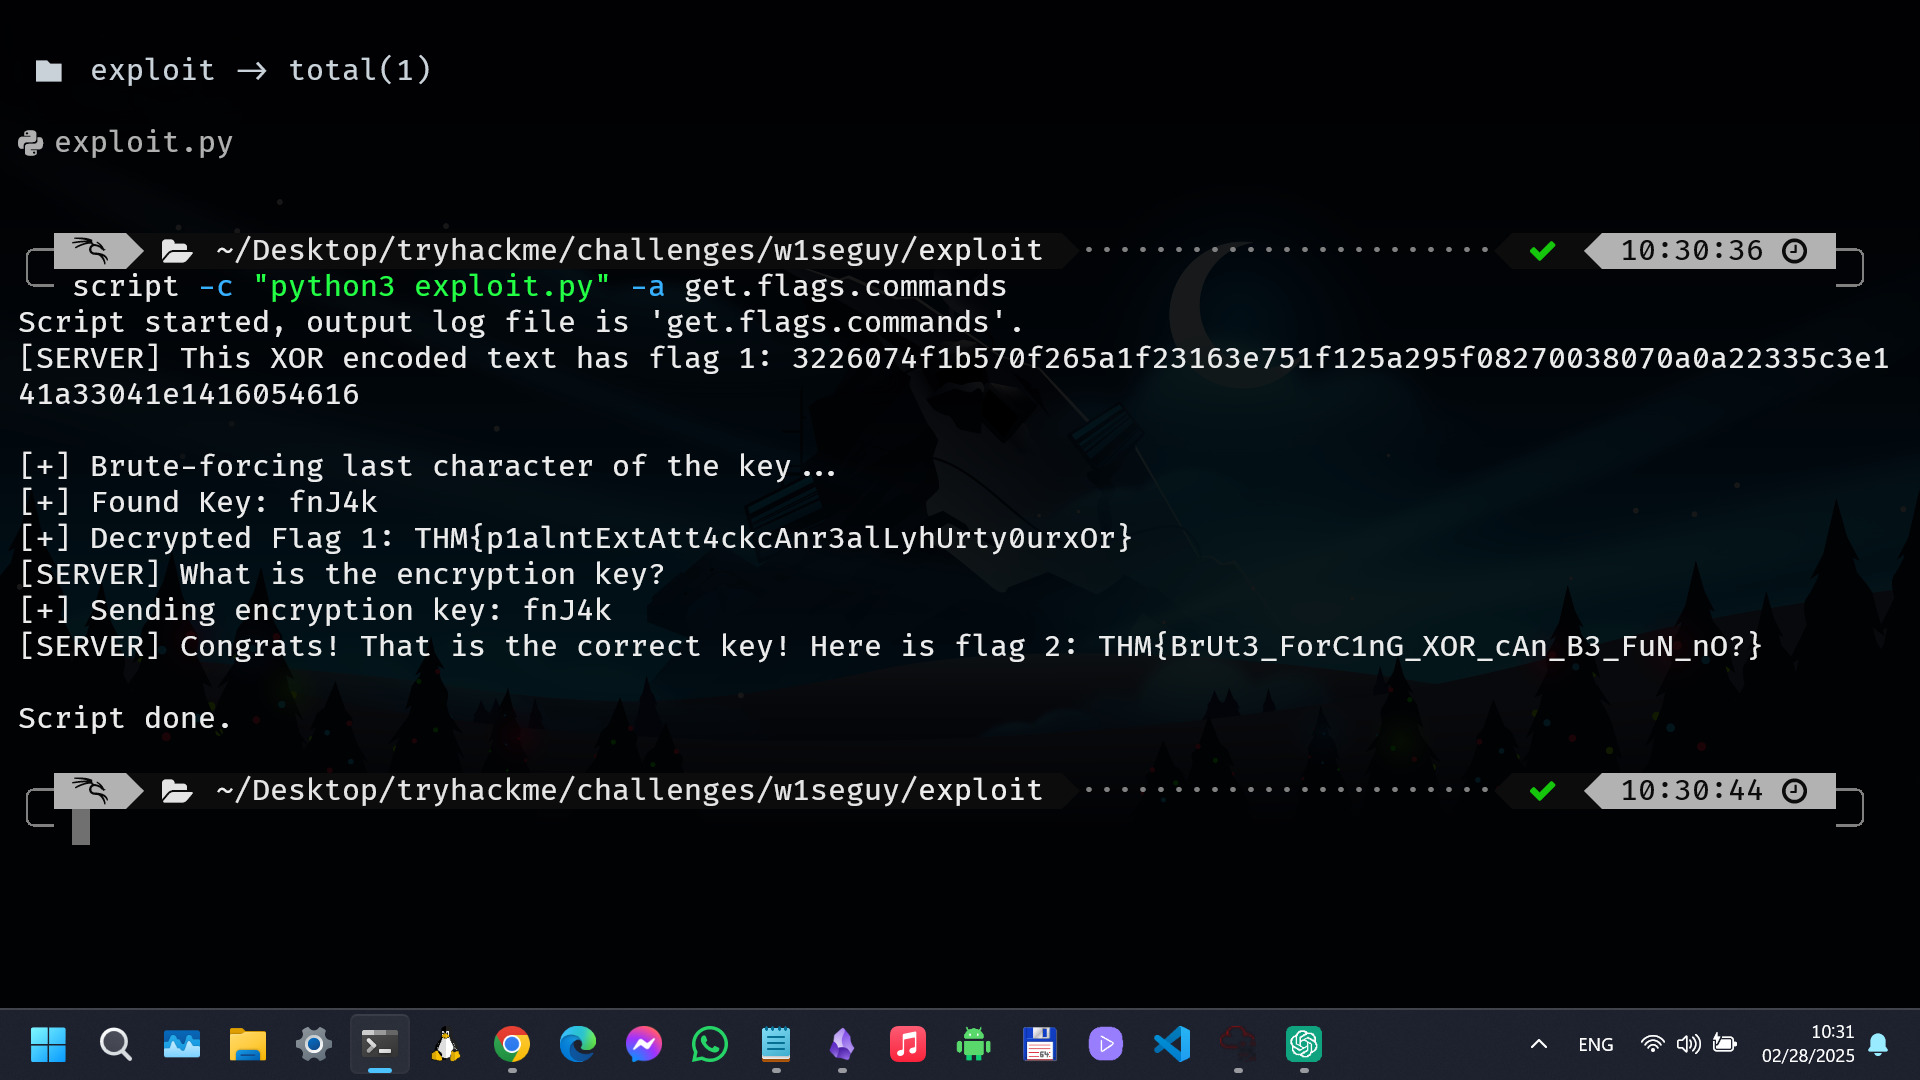 exploit → total(1)
exploit.py
~/Desktop/tryhackme/challenges/w1seguy/exploit
10:30:36
script -c "python3 exploit.py" -a get.flags.commands
Script started, output log file is 'get.flags.commands'.
[SERVER] This XOR encoded text has flag 1: 3226074f1b570f265a1f23163e751f125a295f08270038070a0a22335c3e1
41a33041e1416054616
[+] Brute-forcing last character of the key...
[+] Found Key: fnJ4k
[+] Decrypted Flag 1: THM{p1alntExtAtt4ckcAnr3alLyhUrty0urxOr}
[SERVER] What is the encryption key?
[+] Sending encryption key: fnJ4k
[SERVER] Congrats! That is the correct key! Here is flag 2: THM{BrUt3_ForC1nG_XOR_cAn_B3_FuN_nO?}
Script done.
~/Desktop/tryhackme/challenges/w1seguy/exploit
10:30:44
64
ENG
10:31
02/28/2025